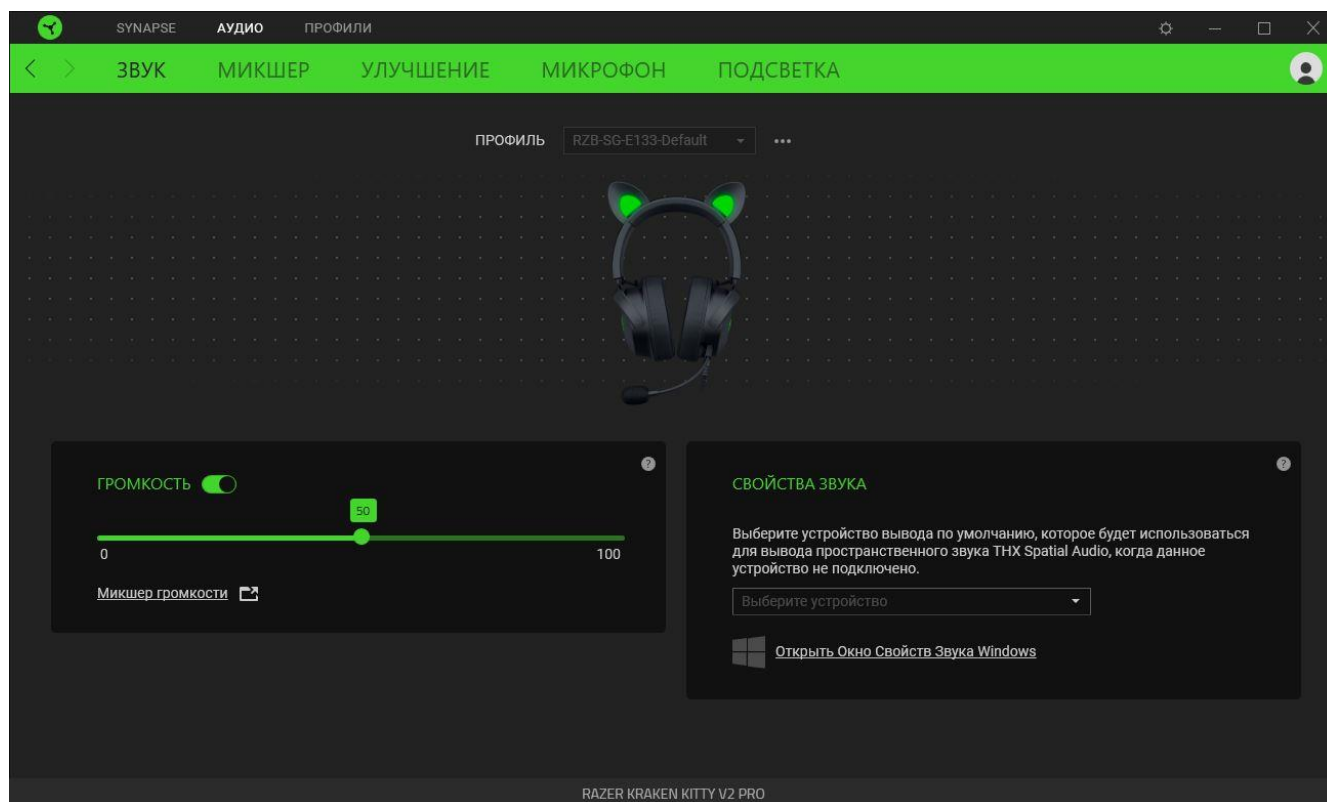 SYNAPSE АУДИО ПРОФИЛИ
ЗВУК МИКШЕР УЛУЧШЕНИЕ МИКРОФОН ПОДСВЕТКА
ПРОФИЛЬ RZB-SG-E133-Default
ГРОМКОСТЬ
50
0 100
Микшер громкости
СВОЙСТВА ЗВУКА
Выберите устройство вывода по умолчанию, которое будет использоваться
для вывода пространственного звука THX Spatial Audio, когда данное
устройство не подключено.
Выберите устройство
Открыть Окно Свойств Звука Windows
RAZER KRAKEN KITTY V2 PRO